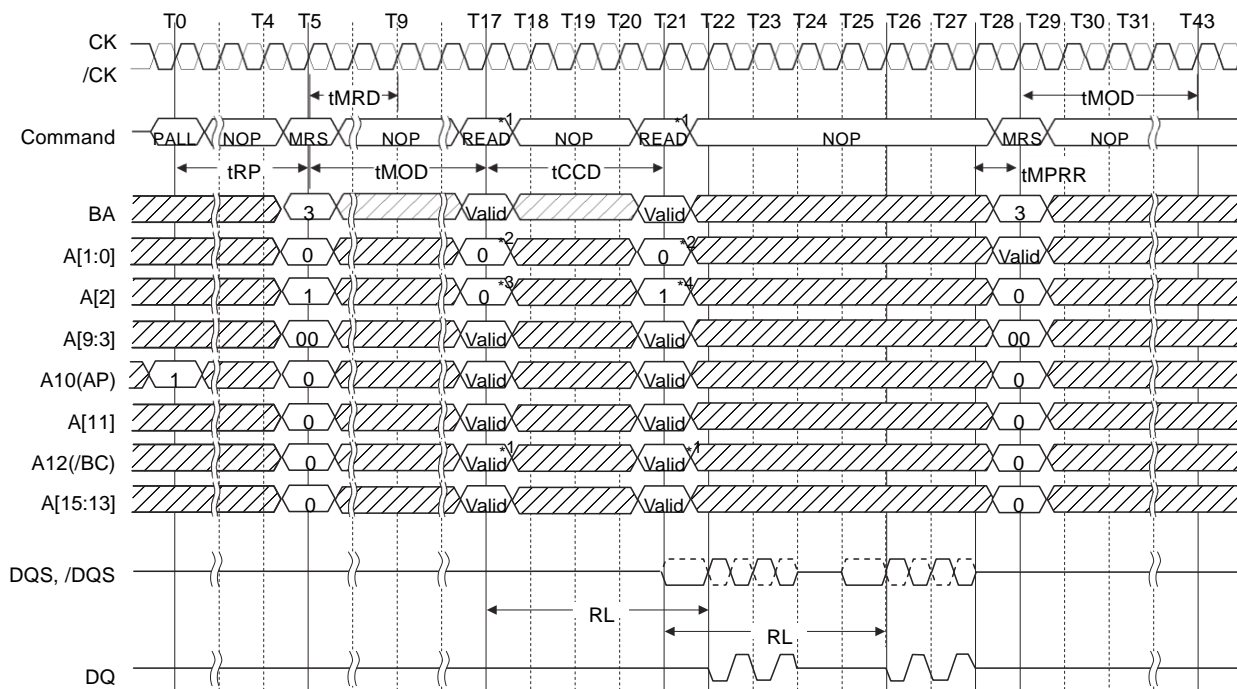 T0 T4 T5 T9 T17 T18 T19 T20 T21 T22 T23 T24 T25 T26 T27 T28 T29 T30 T31 T43
CK
/CK
tMRD tMOD
Command PALL NOP MRS NOP READ*1 NOP READ*1 NOP MRS NOP
tRP tMOD tCCD tMPRR
BA 3 Valid Valid 3
A[1:0] 0 0*2 0*2 Valid
A[2] 1 0*3 1*4 0
A[9:3] 00 Valid Valid 00
A10(AP) 1 0 Valid Valid 0
A[11] 0 Valid Valid 0
A12(/BC) 0 Valid*1 Valid*1 0
A[15:13] 0 Valid Valid 0
DQS, /DQS
RL
RL
DQ